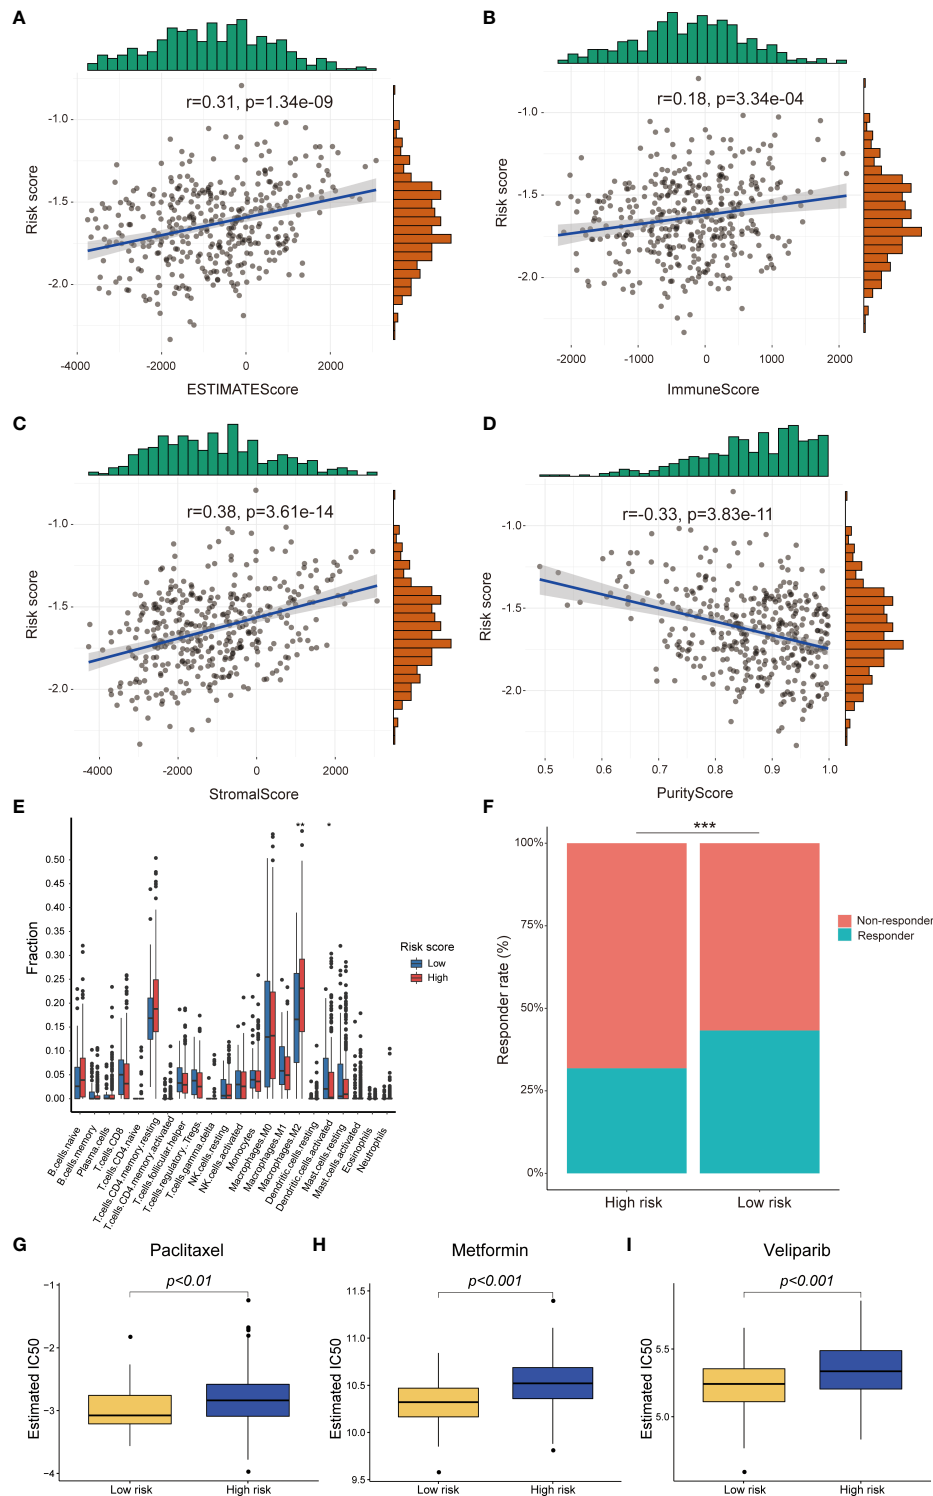 A
r=0.31, p=1.34e-09
Risk score
-1.0
-1.5
-2.0
-4000
-2000
0
2000
ESTIMATEScore
B
r=0.18, p=3.34e-04
Risk score
-1.0
-1.5
-2.0
-2000
-1000
0
1000
2000
ImmuneScore
C
r=0.38, p=3.61e-14
Risk score
-1.0
-1.5
-2.0
-4000
-2000
0
2000
StromalScore
D
r=-0.33, p=3.83e-11
Risk score
-1.0
-1.5
-2.0
0.5
0.6
0.7
0.8
0.9
1.0
PurityScore
E
** *
Fraction
0.50
0.45
0.40
0.35
0.30
0.25
0.20
0.15
0.10
0.05
0.00
Risk score
Low
High
B.cells.naive
B.cells.memory
Plasma.cells
T.cells.CD8
T.cells.CD4.naive
T.cells.CD4.memory.resting
T.cells.CD4.memory.activated
T.cells.follicular.helper
T.cells.regulatory..Tregs.
T.cells.gamma.delta
NK.cells.resting
NK.cells.activated
Monocytes
Macrophages.M0
Macrophages.M1
Macrophages.M2
Dendritic.cells.resting
Dendritic.cells.activated
Mast.cells.resting
Mast.cells.activated
Eosinophils
Neutrophils
F
***
Responder rate (%)
100%
75%
50%
25%
0%
High risk
Low risk
Non-responder
Responder
G
Paclitaxel
p<0.01
Estimated IC50
−1
−2
−3
−4
Low risk
High risk
H
Metformin
p<0.001
Estimated IC50
11.5
11.0
10.5
10.0
9.5
Low risk
High risk
I
Veliparib
p<0.001
Estimated IC50
5.5
5.0
Low risk
High risk